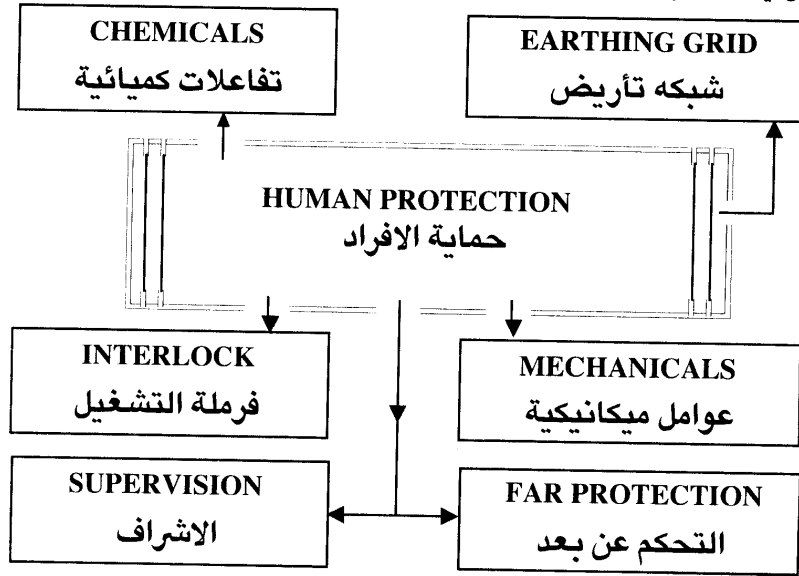 CHEMICALS
تفاعلات كميائية
EARTHING GRID
شبكه تأريض
HUMAN PROTECTION
حماية الافراد
INTERLOCK
فرملة التشغيل
MECHANICALS
عوامل ميكانيكية
SUPERVISION
الاشراف
FAR PROTECTION
التحكم عن بعد